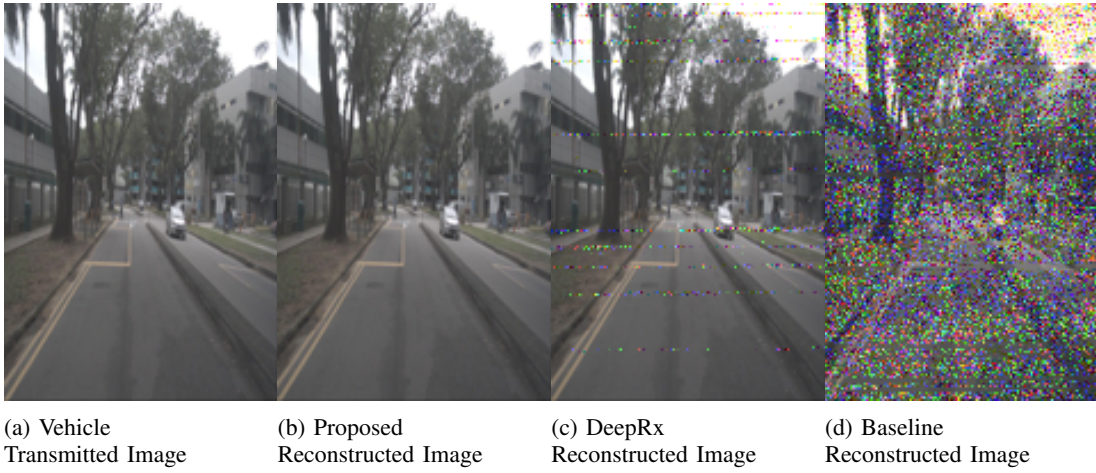 (a) Vehicle
Transmitted Image
(b) Proposed
Reconstructed Image
(c) DeepRx
Reconstructed Image
(d) Baseline
Reconstructed Image